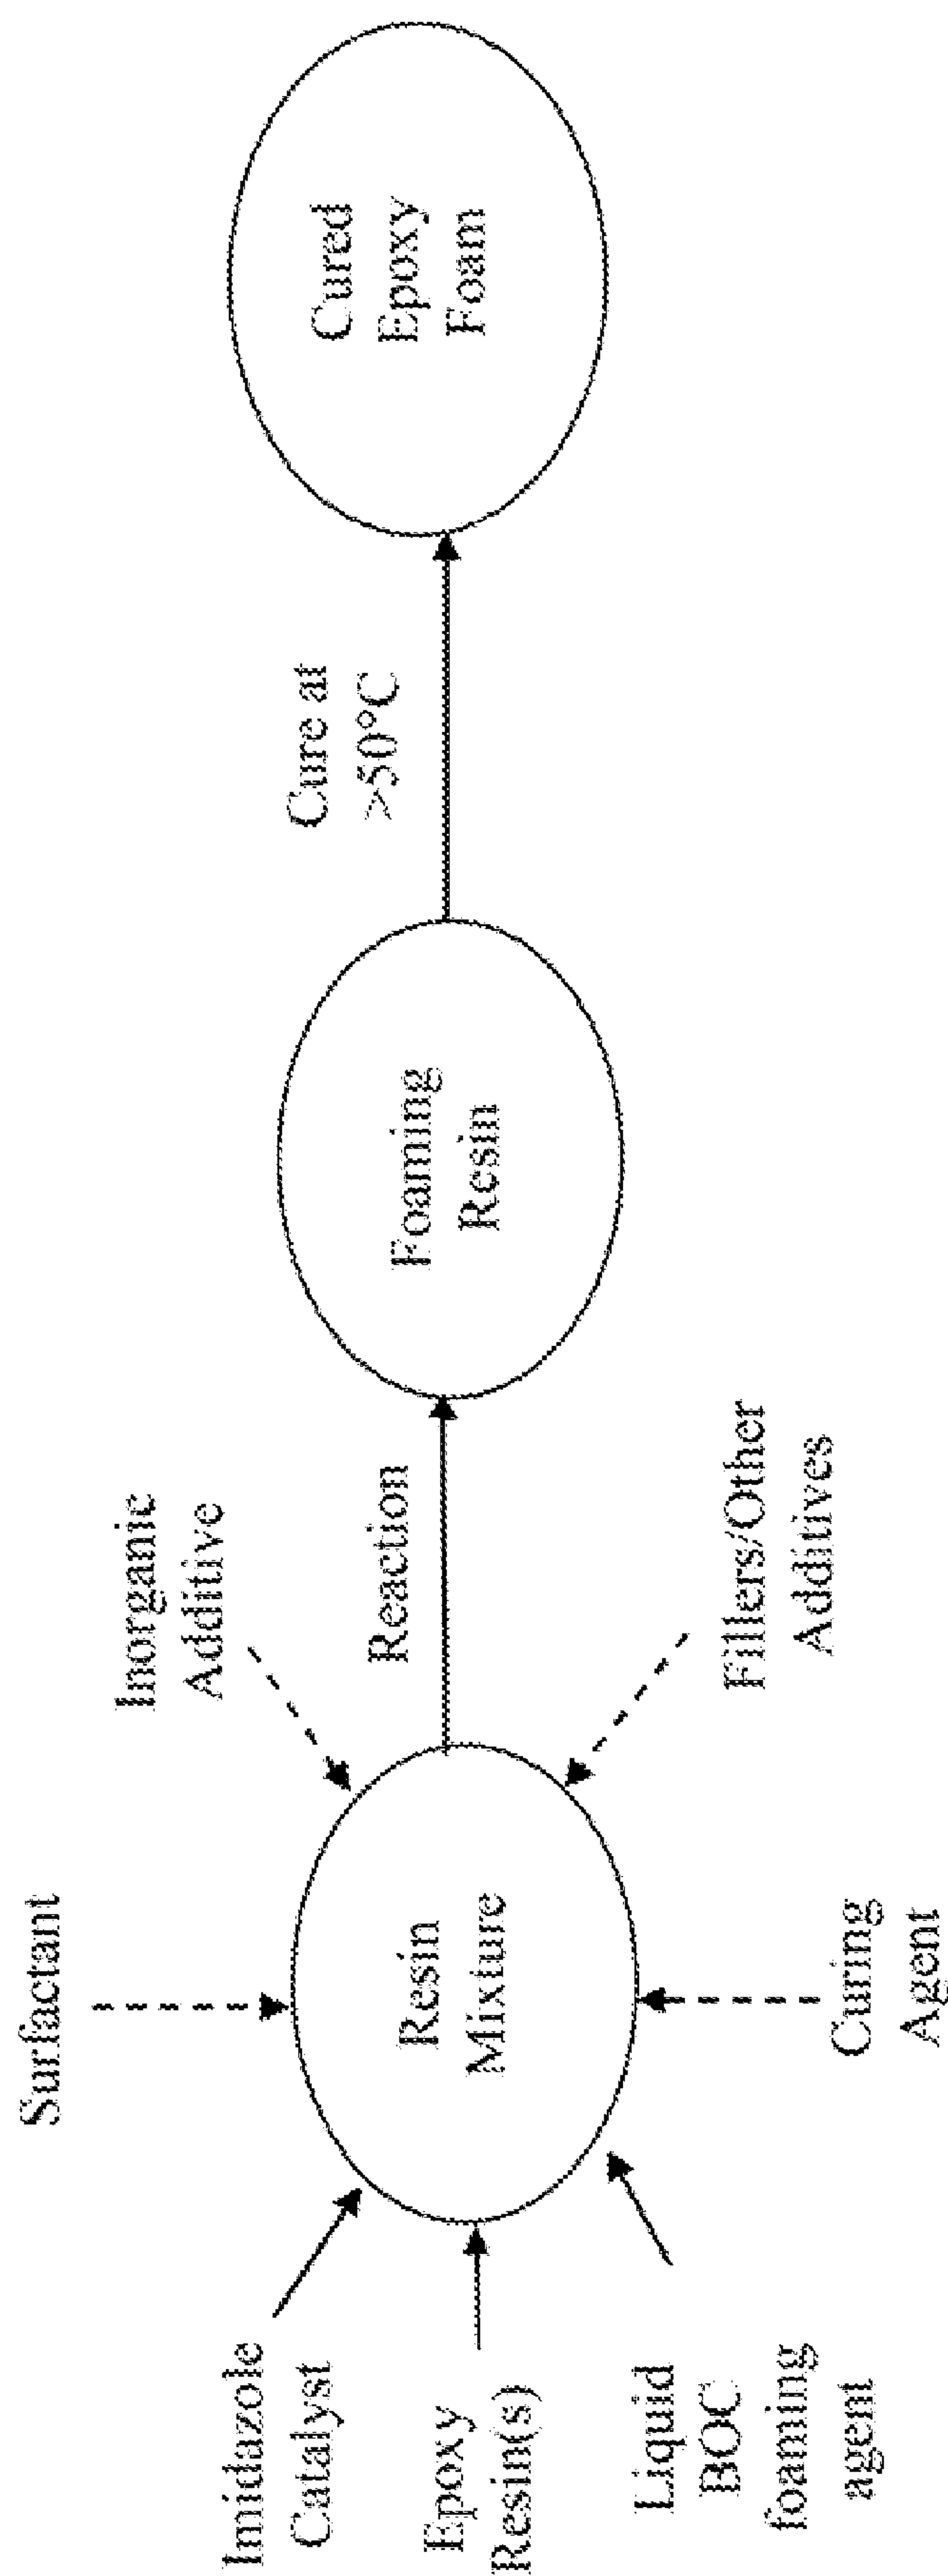 Surfactant
Inorganic
Additive
Imidazole
Catalyst
Epoxy
Resin(s)
Liquid
BOC
foaming
agent
Resin
Mixture
Curing
Agent
Fillers/Other
Additives
Reaction
Foaming
Resin
Cure at
>50°C
Cured
Epoxy
Foam